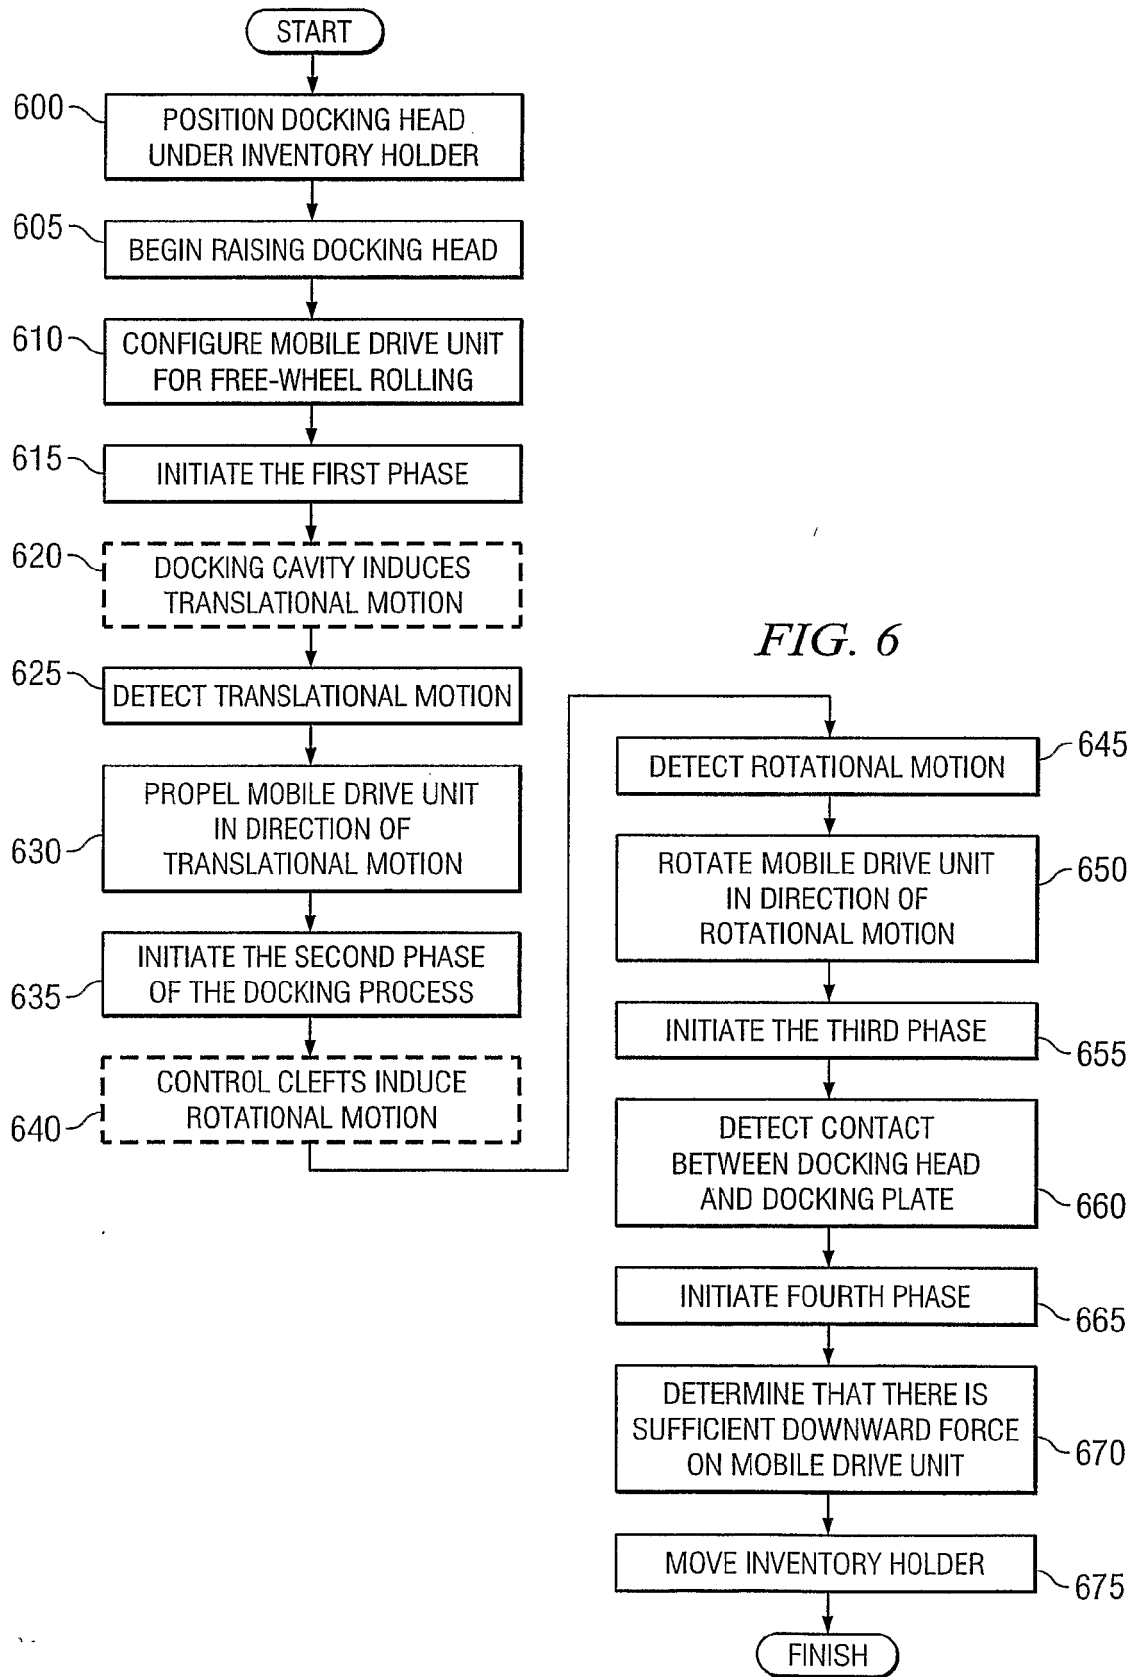 START
600
POSITION DOCKING HEAD
UNDER INVENTORY HOLDER
605
BEGIN RAISING DOCKING HEAD
610
CONFIGURE MOBILE DRIVE UNIT
FOR FREE-WHEEL ROLLING
615
INITIATE THE FIRST PHASE
620
DOCKING CAVITY INDUCES
TRANSLATIONAL MOTION
625
DETECT TRANSLATIONAL MOTION
630
PROPEL MOBILE DRIVE UNIT
IN DIRECTION OF
TRANSLATIONAL MOTION
635
INITIATE THE SECOND PHASE
OF THE DOCKING PROCESS
640
CONTROL CLEFTS INDUCE
ROTATIONAL MOTION
FIG. 6
645
DETECT ROTATIONAL MOTION
650
ROTATE MOBILE DRIVE UNIT
IN DIRECTION OF
ROTATIONAL MOTION
655
INITIATE THE THIRD PHASE
660
DETECT CONTACT
BETWEEN DOCKING HEAD
AND DOCKING PLATE
665
INITIATE FOURTH PHASE
670
DETERMINE THAT THERE IS
SUFFICIENT DOWNWARD FORCE
ON MOBILE DRIVE UNIT
675
MOVE INVENTORY HOLDER
FINISH